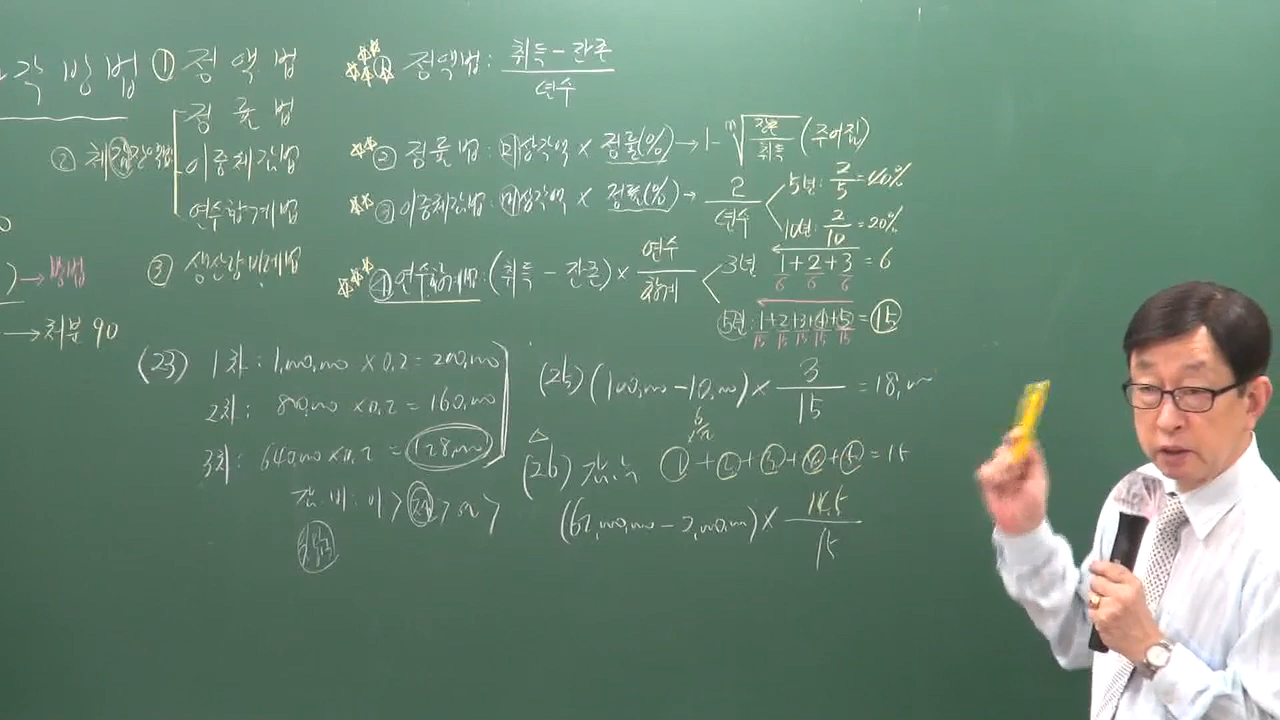 각 방법 ① 정 액 법
정 률 법
② 체감잔액법
이중체감법
연수합계법
③ 생산량비례법
→ 방법
→ 처분 90
① 정액법 : 취득 - 잔존 / 년수
② 정률법 : 미상각액 × 정률(%) → 1 - ⁿ√ 잔존 / 취득 (주어짐)
③ 이중체감법 : 미상각액 × 정률(%) → 2 / 년수
5년 : 2/5 = 40%
10년 : 2/10 = 20%
④ 연수합계법 : (취득 - 잔존) × 연수 / 합계
3년 1+2+3 = 6
6 6 6
5년 : 1+2+3+4+5 = 15
15 15 15 15 15
(23) 1차 : 1,000,000 × 0.2 = 200,000
2차 : 800,000 × 0.2 = 160,000
3차 : 640,000 × 0.2 = 128,000
(25) (100,000 - 10,000) × 3 / 15 = 18,000
(26) ① + ② + ③ + ④ + ⑤ = 15
(62,000,000 - 2,000,000) × 14.5 / 15